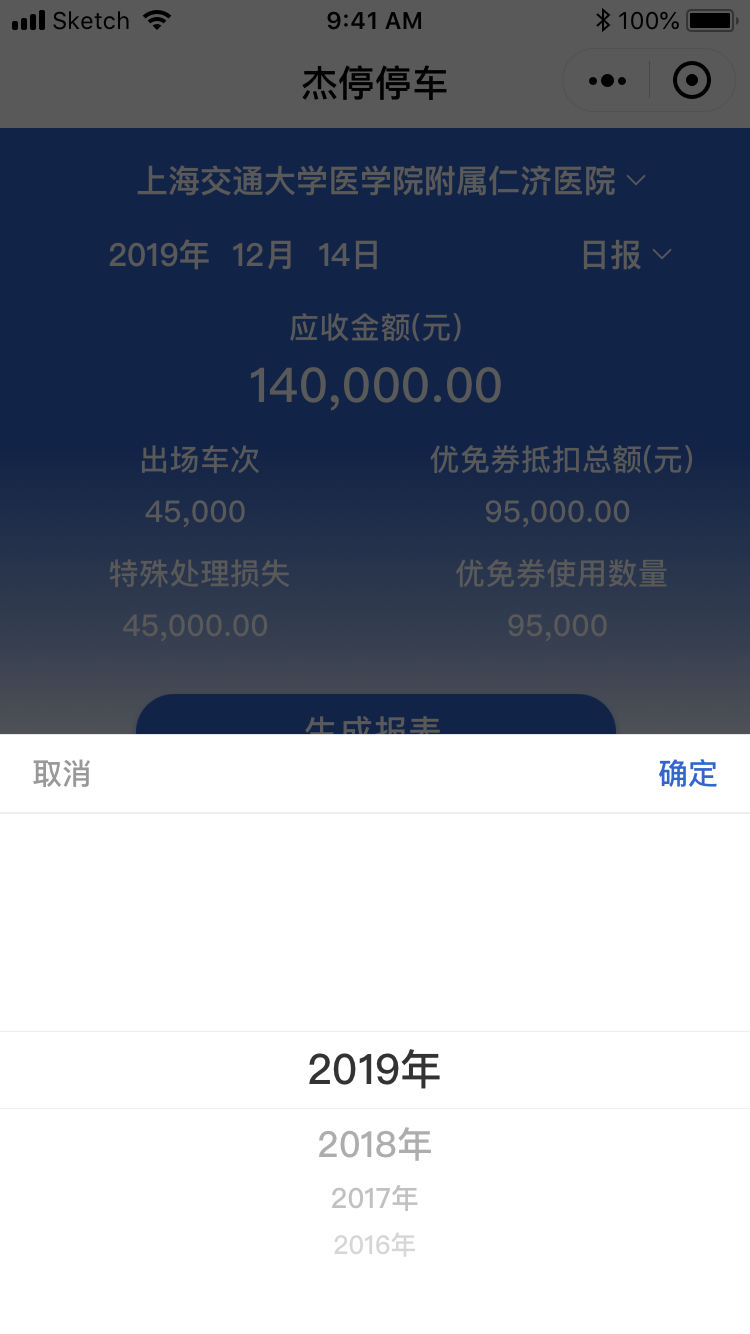 Sketch 9:41 AM 100%
杰停停车
上海交通大学医学院附属仁济医院
2019年 12月 14日 日报
应收金额(元)
140,000.00
出场车次 优免券抵扣总额(元)
45,000 95,000.00
特殊处理损失 优免券使用数量
45,000.00 95,000
生成报表
取消 确定
2019年
2018年
2017年
2016年